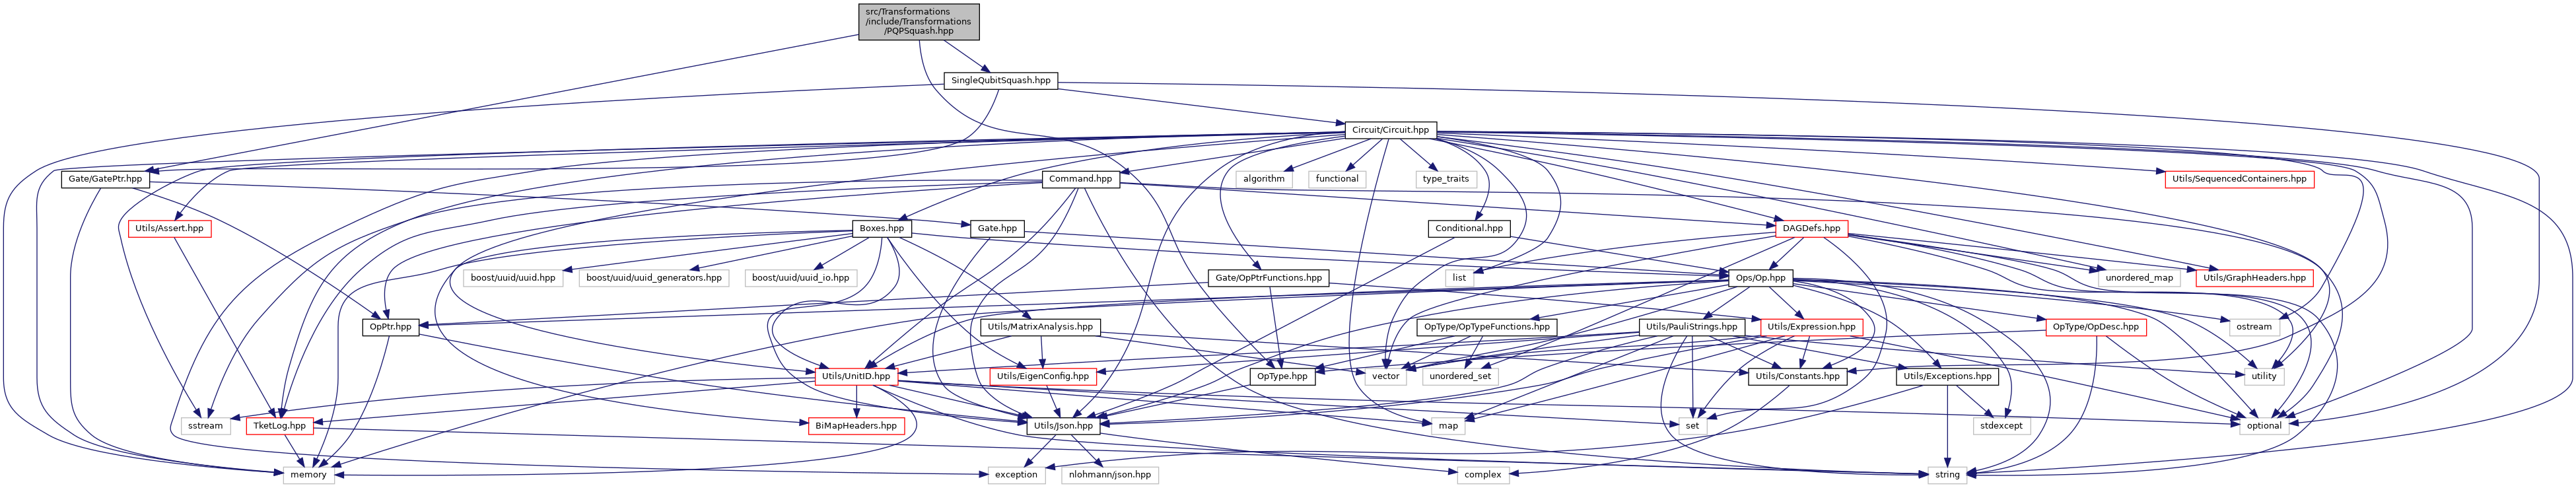 src/Transformations
/include/Transformations
/PQPSquash.hpp
SingleQubitSquash.hpp
Circuit/Circuit.hpp
Gate/GatePtr.hpp
Command.hpp
algorithm
functional
type_traits
Utils/SequencedContainers.hpp
Utils/Assert.hpp
Boxes.hpp
Gate.hpp
Conditional.hpp
DAGDefs.hpp
boost/uuid/uuid.hpp
boost/uuid/uuid_generators.hpp
boost/uuid/uuid_io.hpp
Gate/OpPtrFunctions.hpp
list
Ops/Op.hpp
unordered_map
Utils/GraphHeaders.hpp
OpPtr.hpp
Utils/MatrixAnalysis.hpp
OpType/OpTypeFunctions.hpp
Utils/PauliStrings.hpp
Utils/Expression.hpp
OpType/OpDesc.hpp
ostream
Utils/UnitID.hpp
Utils/EigenConfig.hpp
OpType.hpp
vector
unordered_set
Utils/Constants.hpp
Utils/Exceptions.hpp
utility
sstream
TketLog.hpp
BiMapHeaders.hpp
Utils/Json.hpp
map
set
stdexcept
optional
memory
exception
nlohmann/json.hpp
complex
string